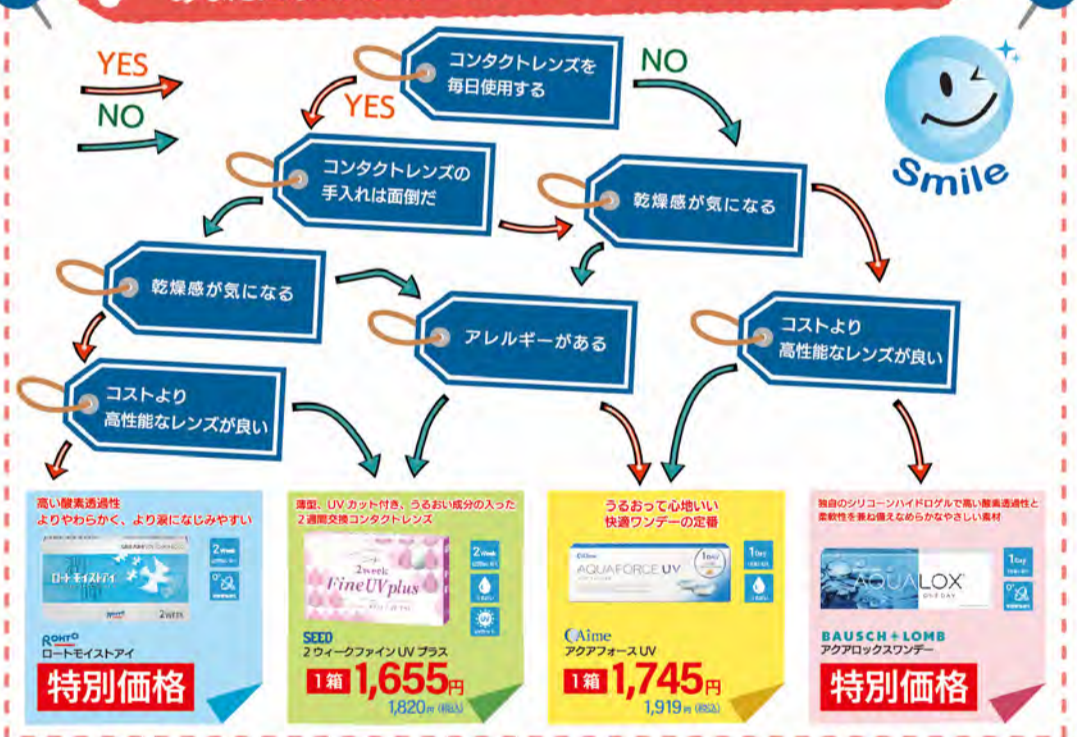 YES
NO
コンタクトレンズを
毎日使用する
YES
NO
Smile
コンタクトレンズの
手入れは面倒だ
乾燥感が気になる
乾燥感が気になる
アレルギーがある
コストより
高性能なレンズが良い
コストより
高性能なレンズが良い
高い酸素透過性
よりやわらかく、より涙になじみやすい
ロートモイストアイ
2week
2week
ROHTO
ロートモイストアイ
特別価格
薄型、UVカット付き、うるおい成分の入った
2週間交換コンタクトレンズ
2week
FineUVplus
2week
UV
SEED
2ウィークファインUVプラス
1箱1,655円
1,820円(税込)
うるおって心地いい
快適ワンデーの定番
Aime
AQUAFORCE UV
1DAY
1Day
Aime
アクアフォースUV
1箱1,745円
1,919円(税込)
独自のシリコーンハイドロゲルで高い酸素透過性と
柔軟性を兼ね備えなめらかなやさしい素材
AQUALOX
ONE DAY
1Day
BAUSCH+LOMB
アクアロックスワンデー
特別価格